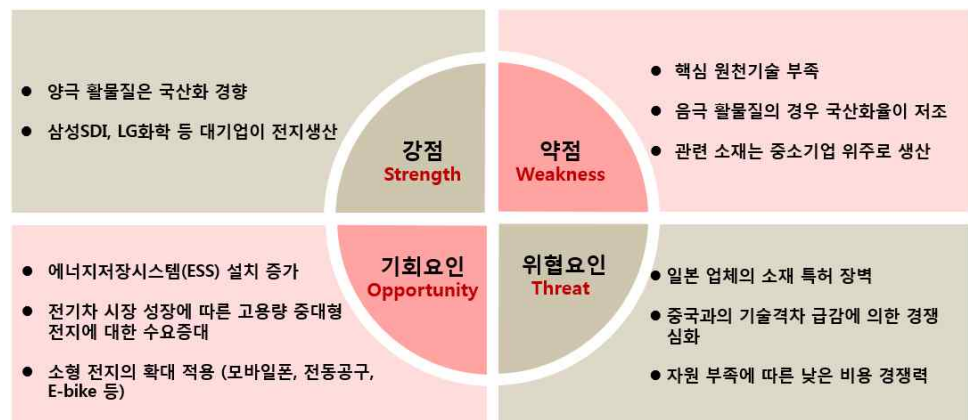 ● 양극 활물질은 국산화 경향
● 삼성SDI, LG화학 등 대기업이 전지생산
강점
Strength
약점
Weakness
● 핵심 원천기술 부족
● 음극 활물질의 경우 국산화율이 저조
● 관련 소재는 중소기업 위주로 생산
● 에너지저장시스템(ESS) 설치 증가
● 전기차 시장 성장에 따른 고용량 중대형
전지에 대한 수요증대
● 소형 전지의 확대 적용 (모바일폰, 전동공구,
E-bike 등)
기회요인
Opportunity
위협요인
Threat
● 일본 업체의 소재 특허 장벽
● 중국과의 기술격차 급감에 의한 경쟁
심화
● 자원 부족에 따른 낮은 비용 경쟁력